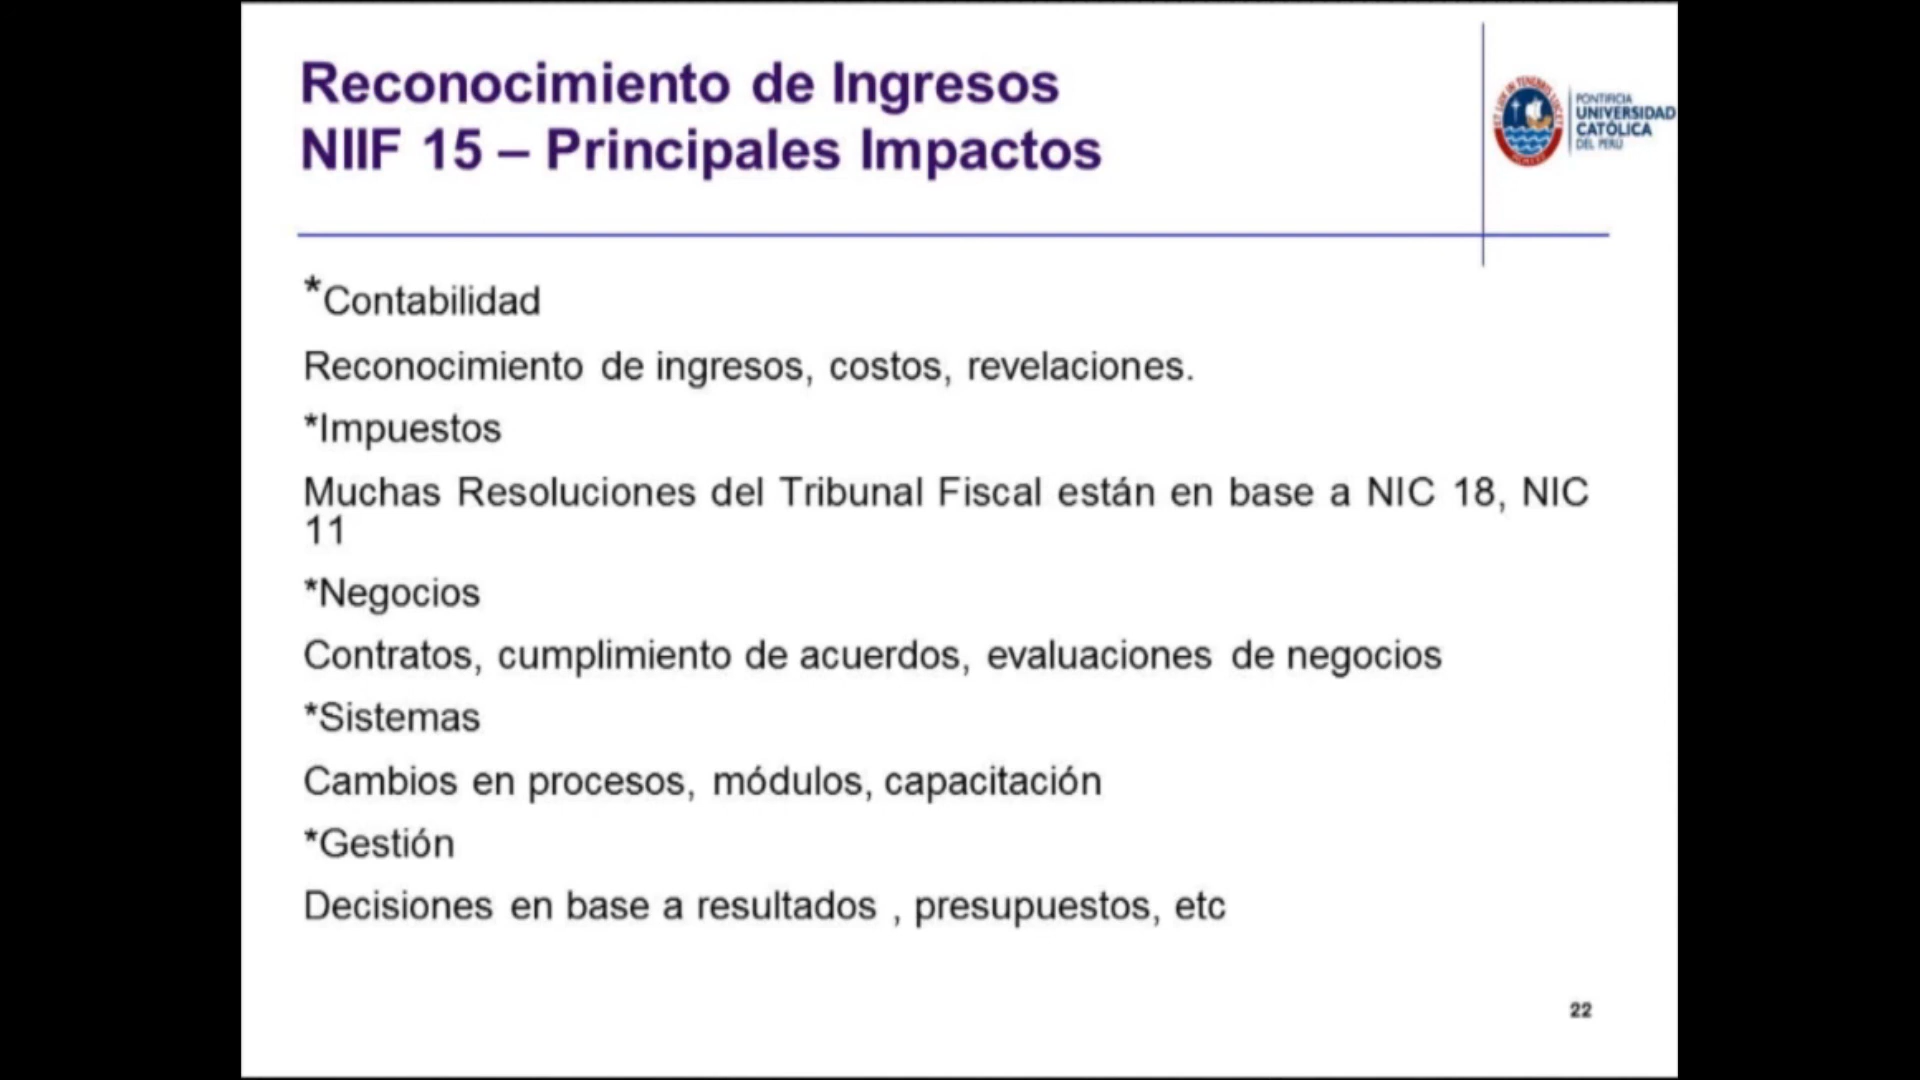 Reconocimiento de Ingresos
NIIF 15 – Principales Impactos
PONTIFICIA
UNIVERSIDAD
CATÓLICA
DEL PERÚ
*Contabilidad
Reconocimiento de ingresos, costos, revelaciones.
*Impuestos
Muchas Resoluciones del Tribunal Fiscal están en base a NIC 18, NIC
11
*Negocios
Contratos, cumplimiento de acuerdos, evaluaciones de negocios
*Sistemas
Cambios en procesos, módulos, capacitación
*Gestión
Decisiones en base a resultados , presupuestos, etc
22